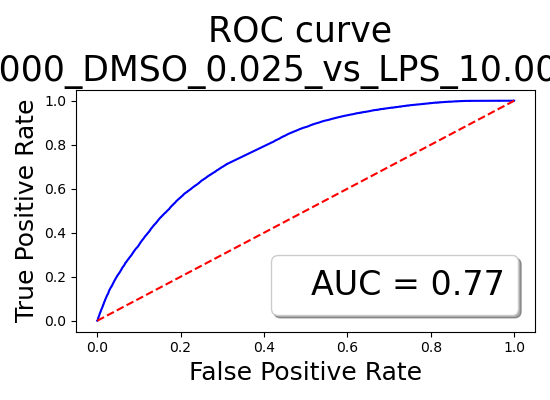 ROC curve
000_DMSO_0.025_vs_LPS_10.00
True Positive Rate
1.0
0.8
0.6
0.4
0.2
0.0
AUC = 0.77
0.0 0.2 0.4 0.6 0.8 1.0
False Positive Rate